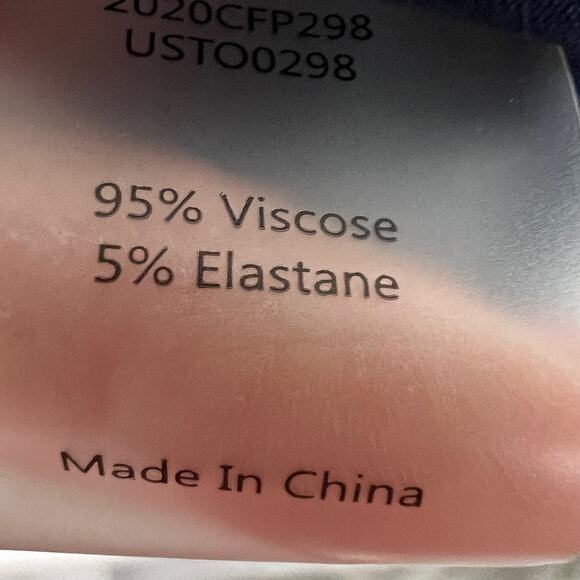 2020CFP298
USTO0298
95% Viscose
5% Elastane
Made In China